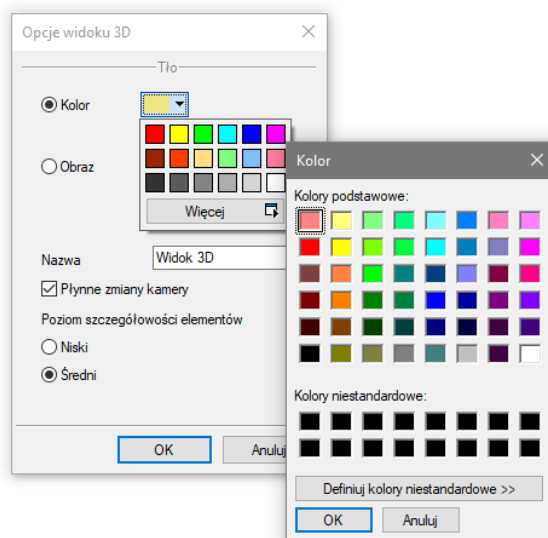 Opcje widoku 3D
Tło
Kolor
Obraz
Więcej
Nazwa
Widok 3D
Płynne zmiany kamery
Poziom szczegółowości elementów
Niski
Średni
OK
Anuluj
Kolor
Kolory podstawowe:
Kolory niestandardowe:
Definiuj kolory niestandardowe >>
OK
Anuluj